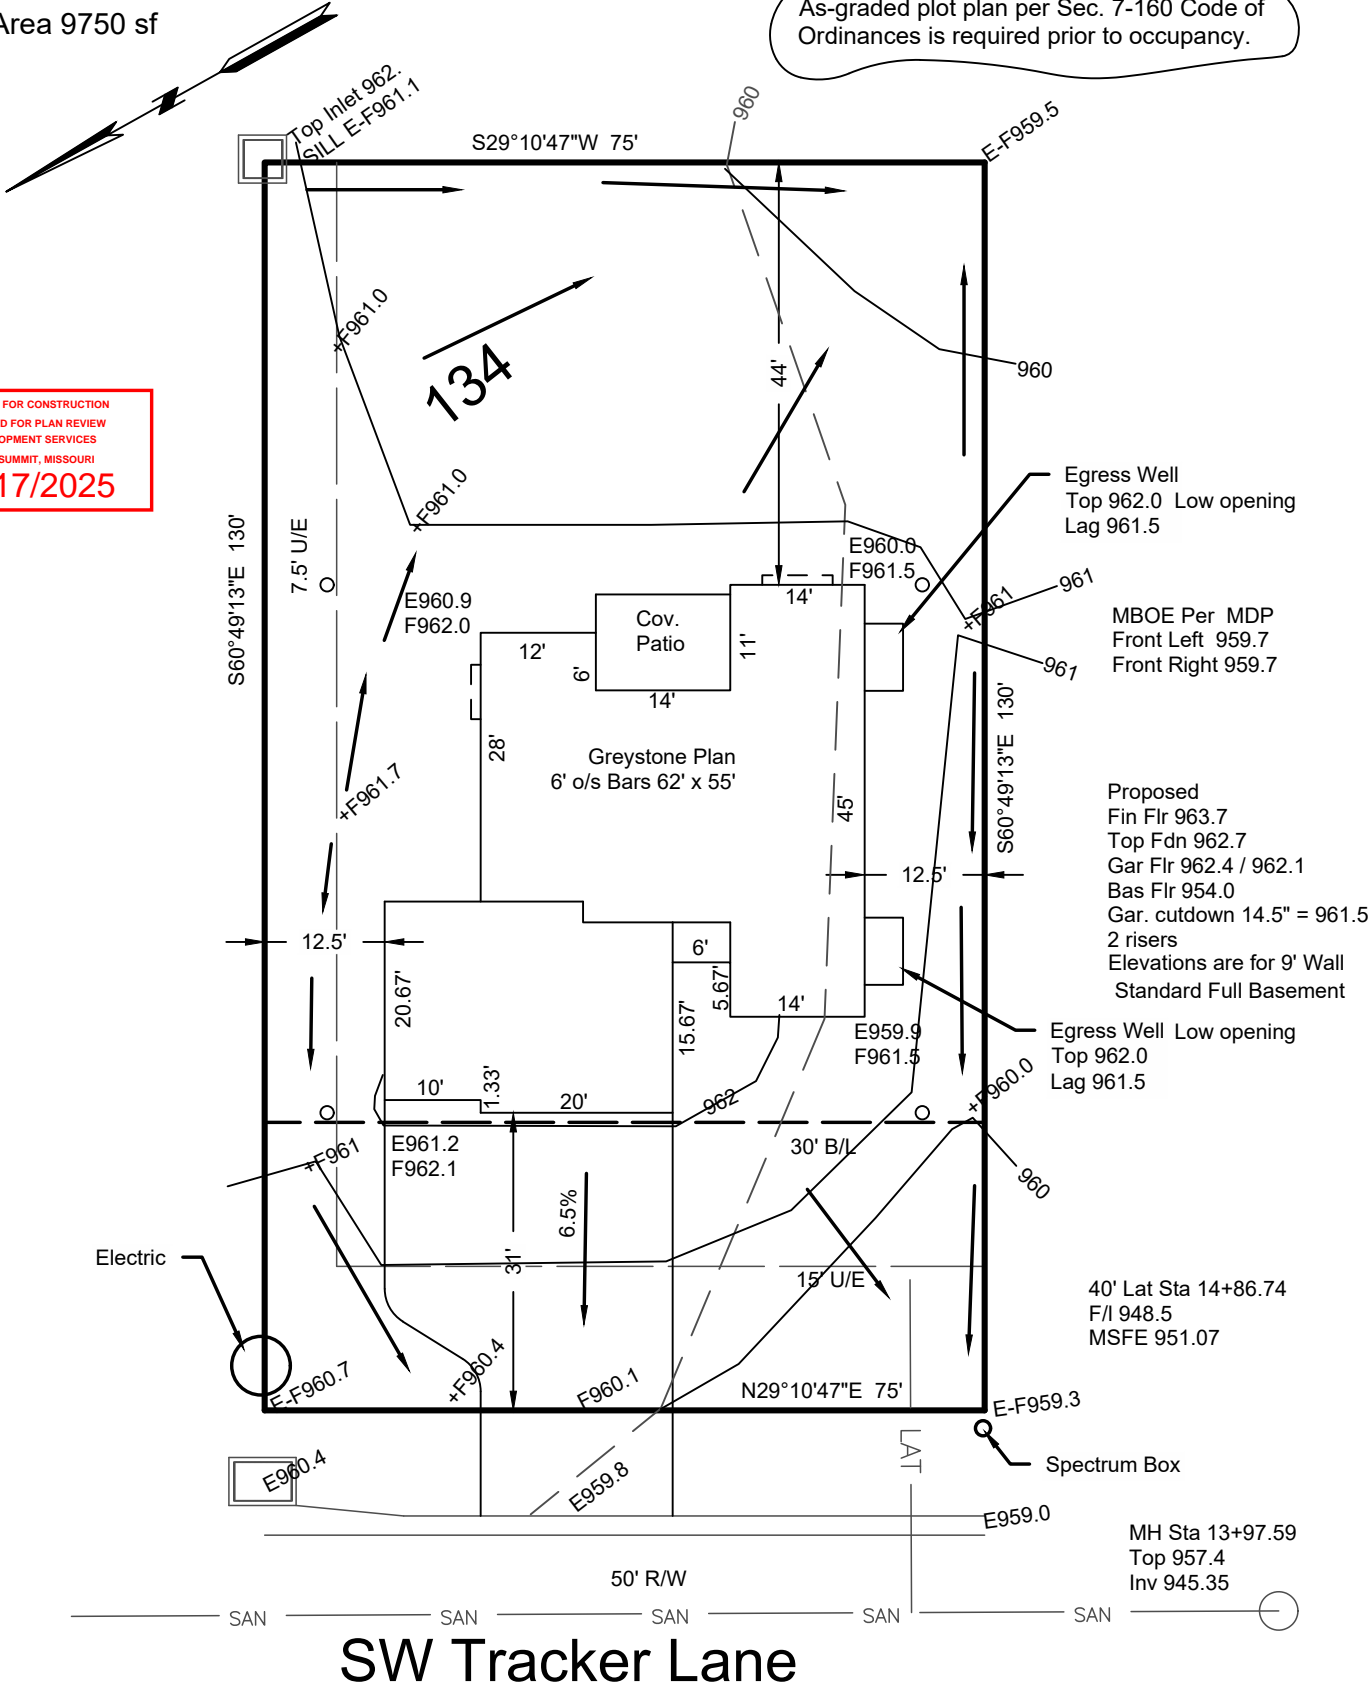 Area 9750 sf
As-graded plot plan per Sec. 7-160 Code of
Ordinances is required prior to occupancy.
Top Inlet 962.
SILL E-F961.1
S29°10'47"W 75'
960
E-F959.5
+F961.0
134
44'
960
FOR CONSTRUCTION
D FOR PLAN REVIEW
OPMENT SERVICES
SUMMIT, MISSOURI
17/2025
+F961.0
Egress Well
Top 962.0 Low opening
Lag 961.5
S60°49'13"E 130'
7.5' U/E
E960.0
F961.5
961
+F961
E960.9
F962.0
14'
Cov.
Patio
12'
6'
11'
14'
961
MBOE Per MDP
Front Left 959.7
Front Right 959.7
S60°49'13"E 130'
28'
Greystone Plan
6' o/s Bars 62' x 55'
+F961.7
45'
Proposed
Fin Flr 963.7
Top Fdn 962.7
Gar Flr 962.4 / 962.1
Bas Flr 954.0
Gar. cutdown 14.5" = 961.5
2 risers
Elevations are for 9' Wall
Standard Full Basement
12.5'
12.5'
6'
5.67'
20.67'
15.67'
14'
E959.9
F961.5
Egress Well Low opening
Top 962.0
Lag 961.5
10'
1.33'
20'
962
+F960.0
+F961
E961.2
F962.1
30' B/L
960
6.5%
31'
Electric
15' U/E
40' Lat Sta 14+86.74
F/l 948.5
MSFE 951.07
E-F960.7
+F960.4
F960.1
N29°10'47"E 75'
E-F959.3
LAT
Spectrum Box
E960.4
E959.8
E959.0
MH Sta 13+97.59
Top 957.4
Inv 945.35
50' R/W
SAN SAN SAN SAN SAN
SW Tracker Lane